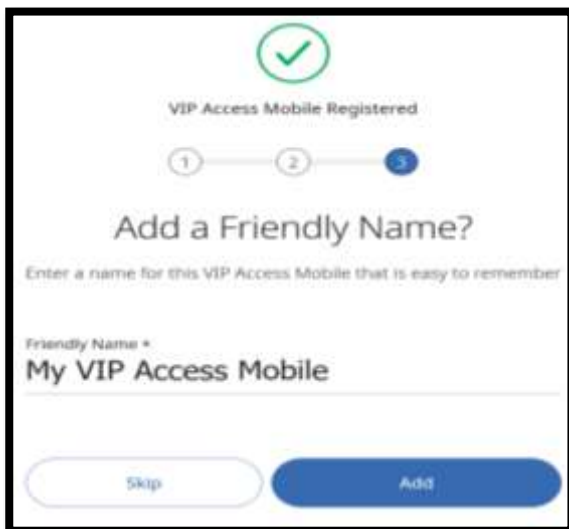 VIP Access Mobile Registered
1 2 3
Add a Friendly Name?
Enter a name for this VIP Access Mobile that is easy to remember
Friendly Name *
My VIP Access Mobile
Skip Add